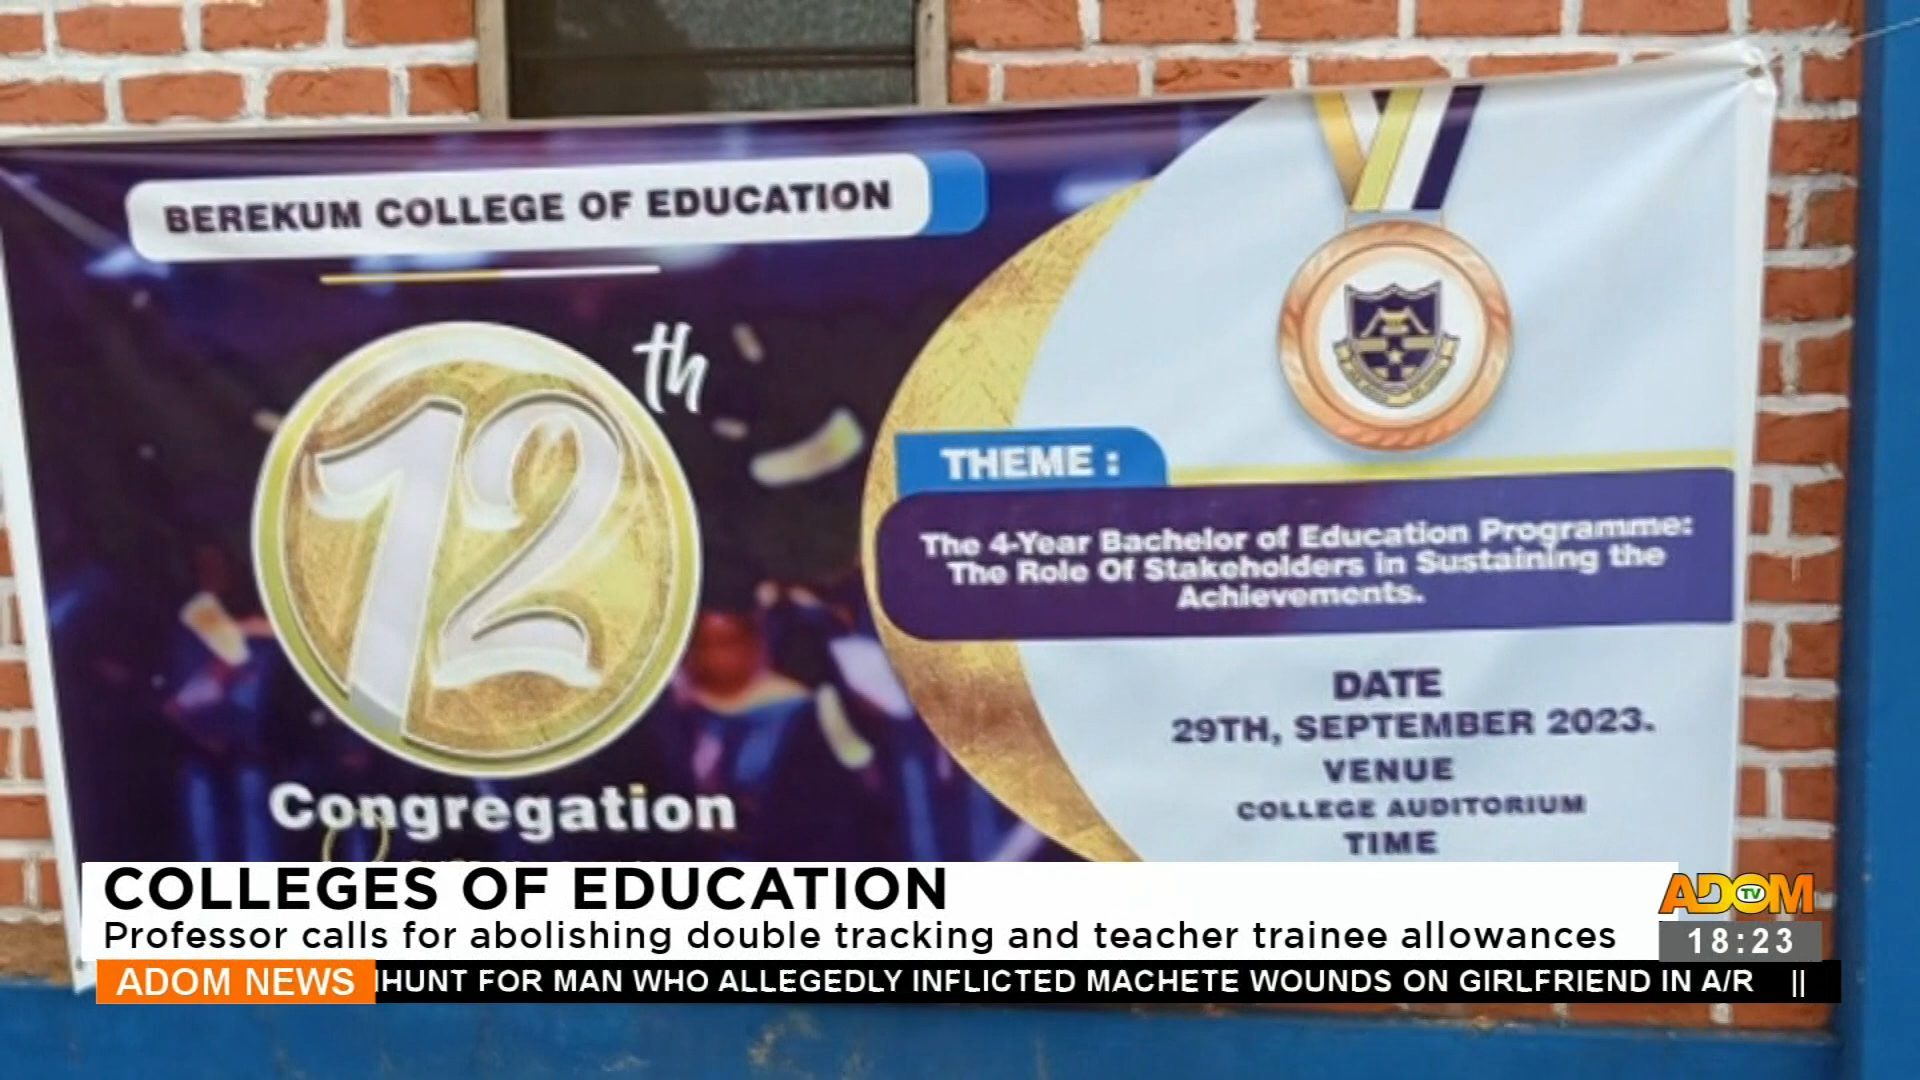 BEREKUM COLLEGE OF EDUCATION
12th
Congregation
THEME :
The 4-Year Bachelor of Education Programme:
The Role Of Stakeholders in Sustaining the
Achievements.
DATE
29TH, SEPTEMBER 2023.
VENUE
COLLEGE AUDITORIUM
TIME
COLLEGES OF EDUCATION
Professor calls for abolishing double tracking and teacher trainee allowances
ADOM TV
18:23
ADOM NEWS
HUNT FOR MAN WHO ALLEGEDLY INFLICTED MACHETE WOUNDS ON GIRLFRIEND IN A/R ||